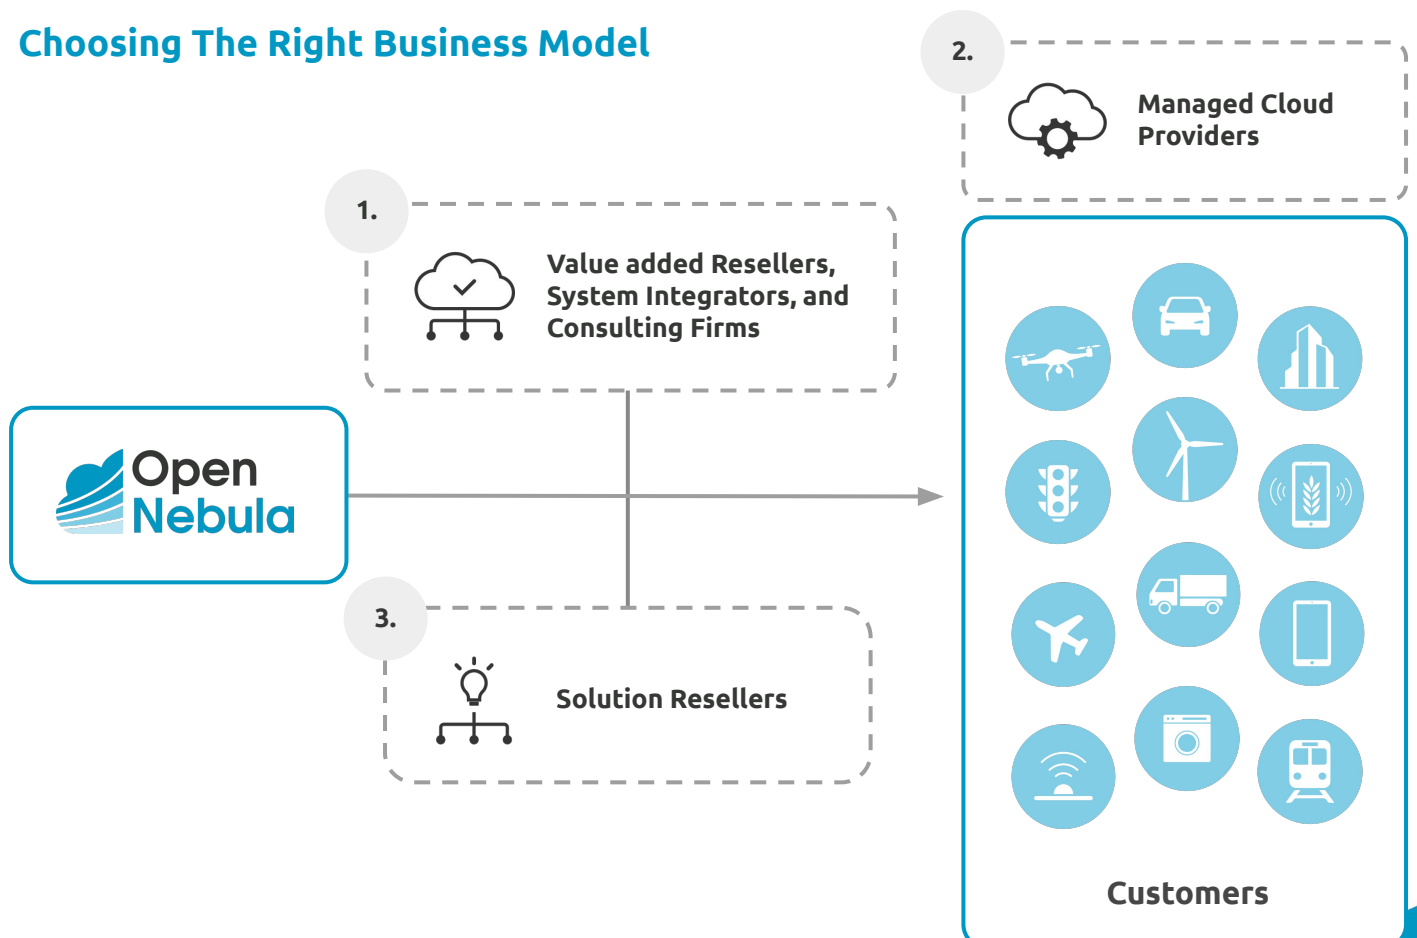 Choosing The Right Business Model
2.
Managed Cloud
Providers
1.
Value added Resellers,
System Integrators, and
Consulting Firms
Open
Nebula
3.
Solution Resellers
Customers